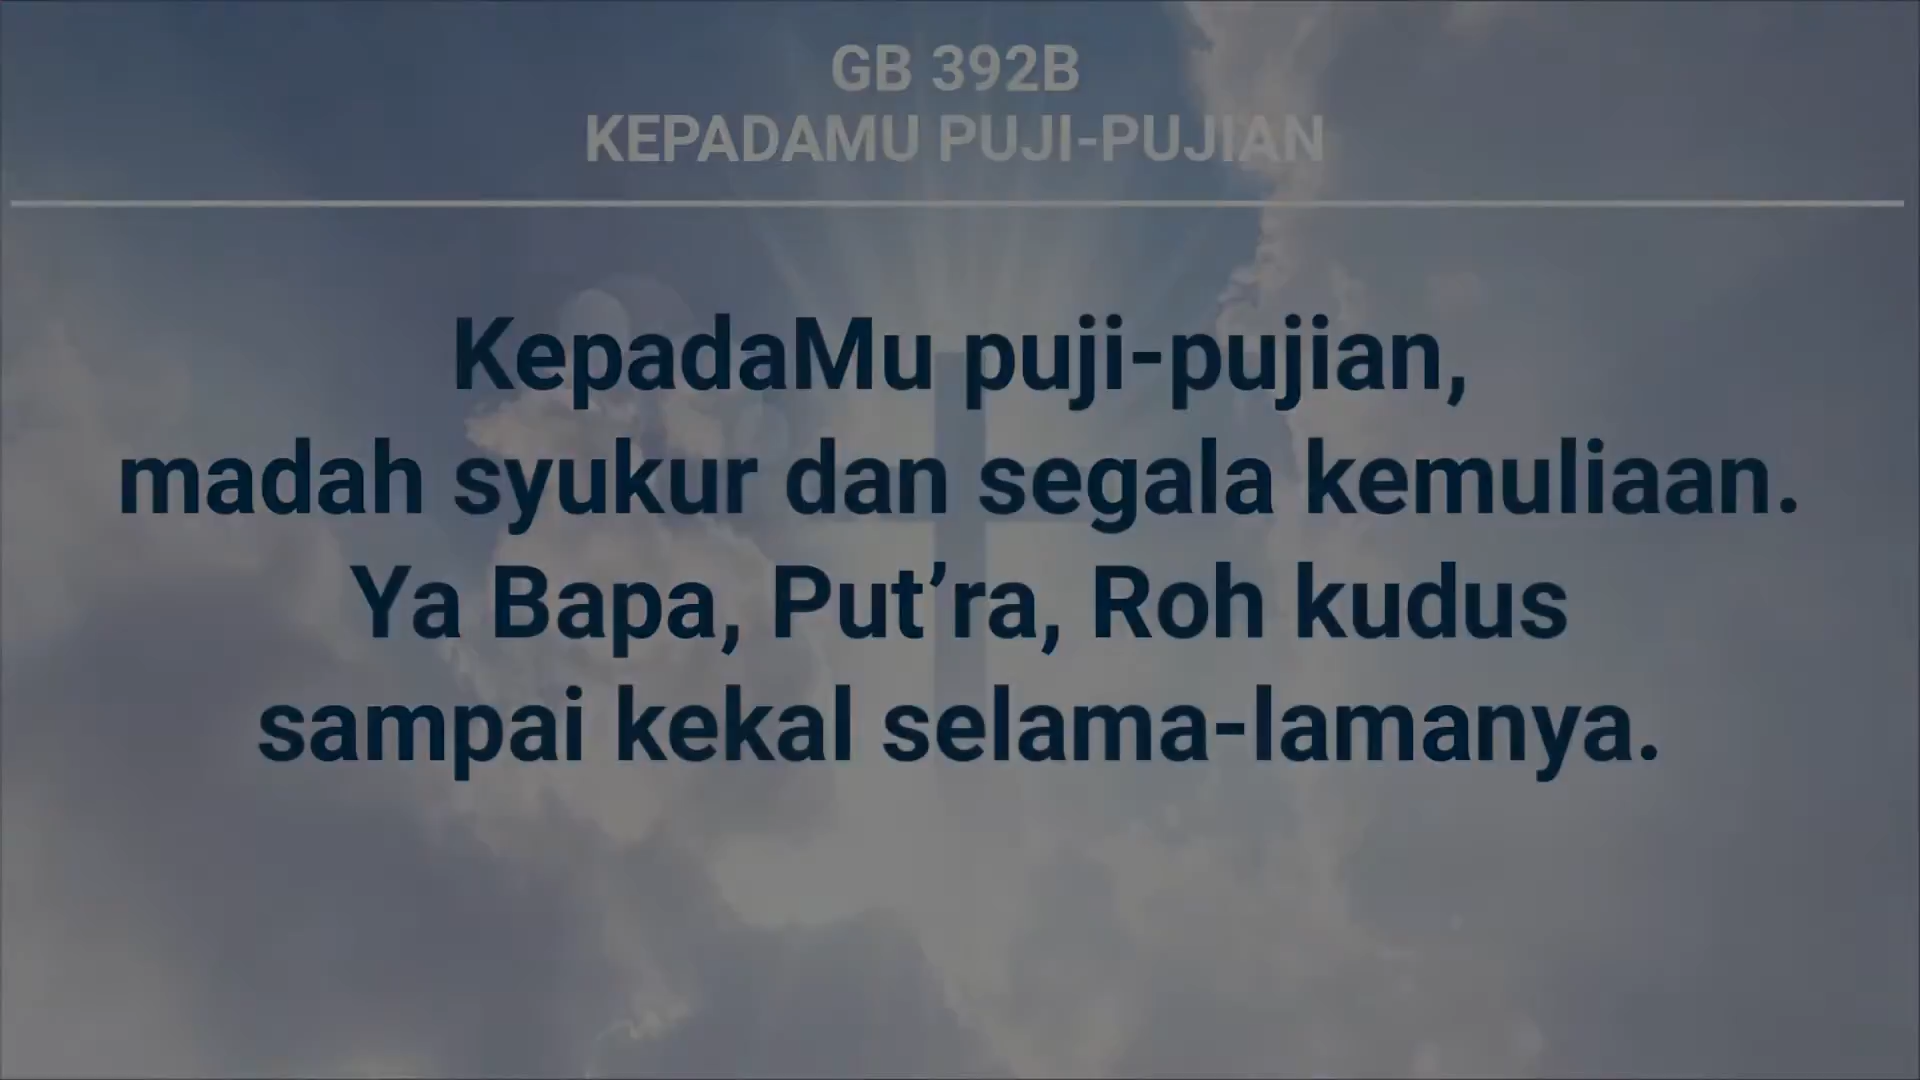 GB 392B
KEPADAMU PUJI-PUJIAN
KepadaMu puji-pujian,
madah syukur dan segala kemuliaan.
Ya Bapa, Put’ra, Roh kudus
sampai kekal selama-lamanya.